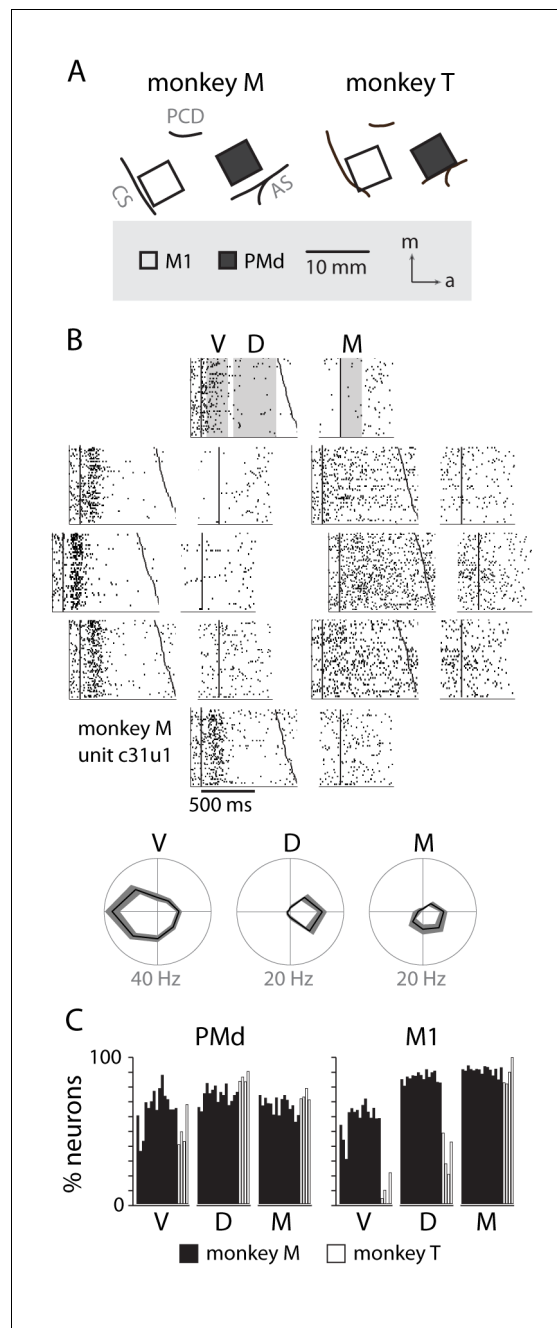 A
monkey M
monkey T
PCD
CS
AS
M1
PMd
10 mm
m
a
B
V D M
monkey M
unit c31u1
500 ms
V D M
40 Hz
20 Hz
20 Hz
C
PMd
M1
100
% neurons
0
V D M V D M
monkey M
monkey T